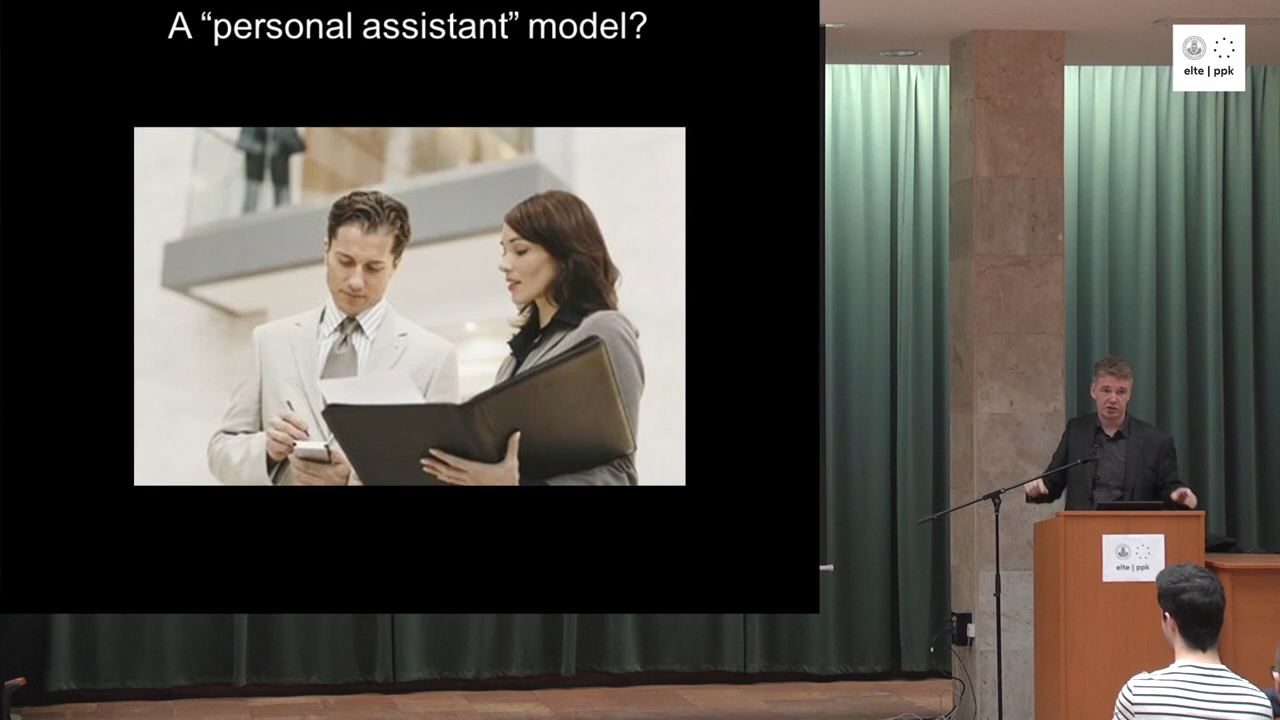 A “personal assistant” model?
elte | ppk
elte | ppk